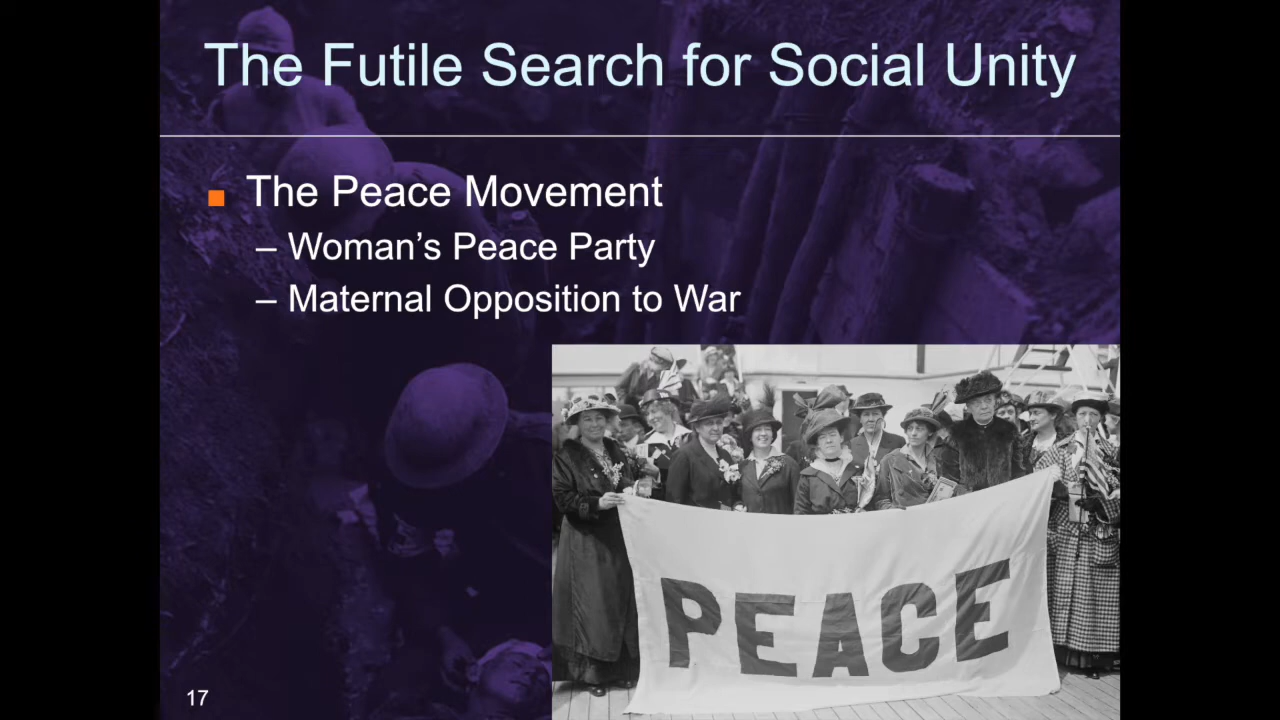 The Futile Search for Social Unity
■ The Peace Movement
– Woman’s Peace Party
– Maternal Opposition to War
PEACE
17